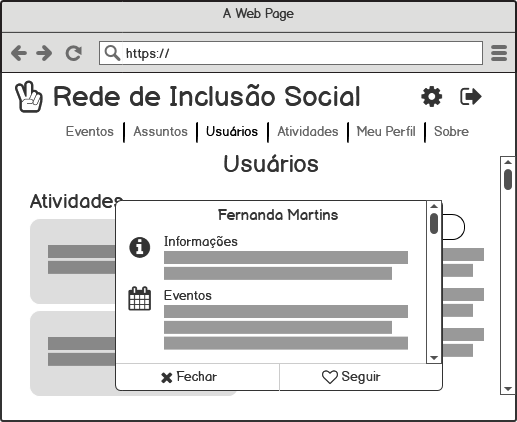 A Web Page
https://
Rede de Inclusão Social
Eventos Assuntos Usuários Atividades Meu Perfil Sobre
Usuários
Atividades
Fernanda Martins
Informações
Eventos
Fechar Seguir